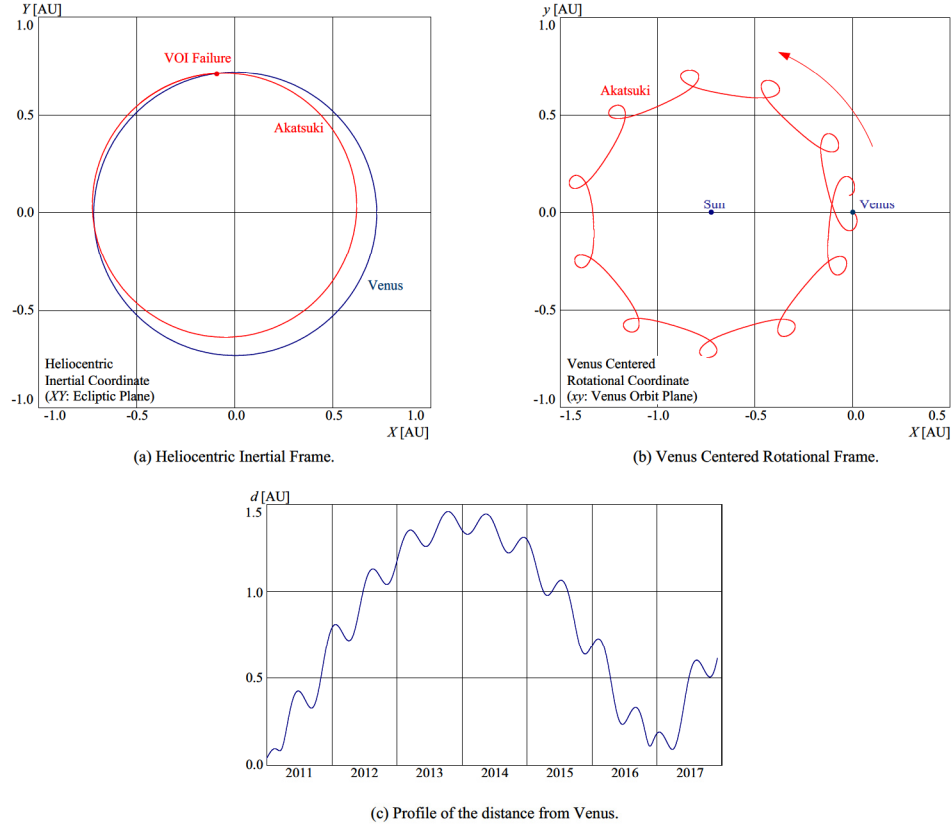 Y [AU]
1.0
0.5
0.0
-0.5
-1.0
VOI Failure
Akatsuki
Venus
Heliocentric
Inertial Coordinate
(XY: Ecliptic Plane)
-1.0 -0.5 0.0 0.5 1.0
X [AU]
(a) Heliocentric Inertial Frame.
y [AU]
1.0
0.5
0.0
-0.5
-1.0
Akatsuki
Sun
Venus
Venus Centered
Rotational Coordinate
(xy: Venus Orbit Plane)
-1.5 -1.0 -0.5 0.0 0.5
X [AU]
(b) Venus Centered Rotational Frame.
d [AU]
1.5
1.0
0.5
0.0
2011 2012 2013 2014 2015 2016 2017
(c) Profile of the distance from Venus.